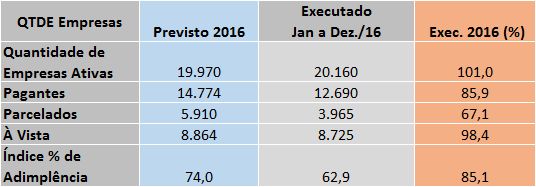 QTDE Empresas Previsto 2016 Executado Jan a Dez./16 Exec. 2016 (%)
Quantidade de Empresas Ativas 19.970 20.160 101,0
Pagantes 14.774 12.690 85,9
Parcelados 5.910 3.965 67,1
À Vista 8.864 8.725 98,4
Índice % de Adimplência 74,0 62,9 85,1